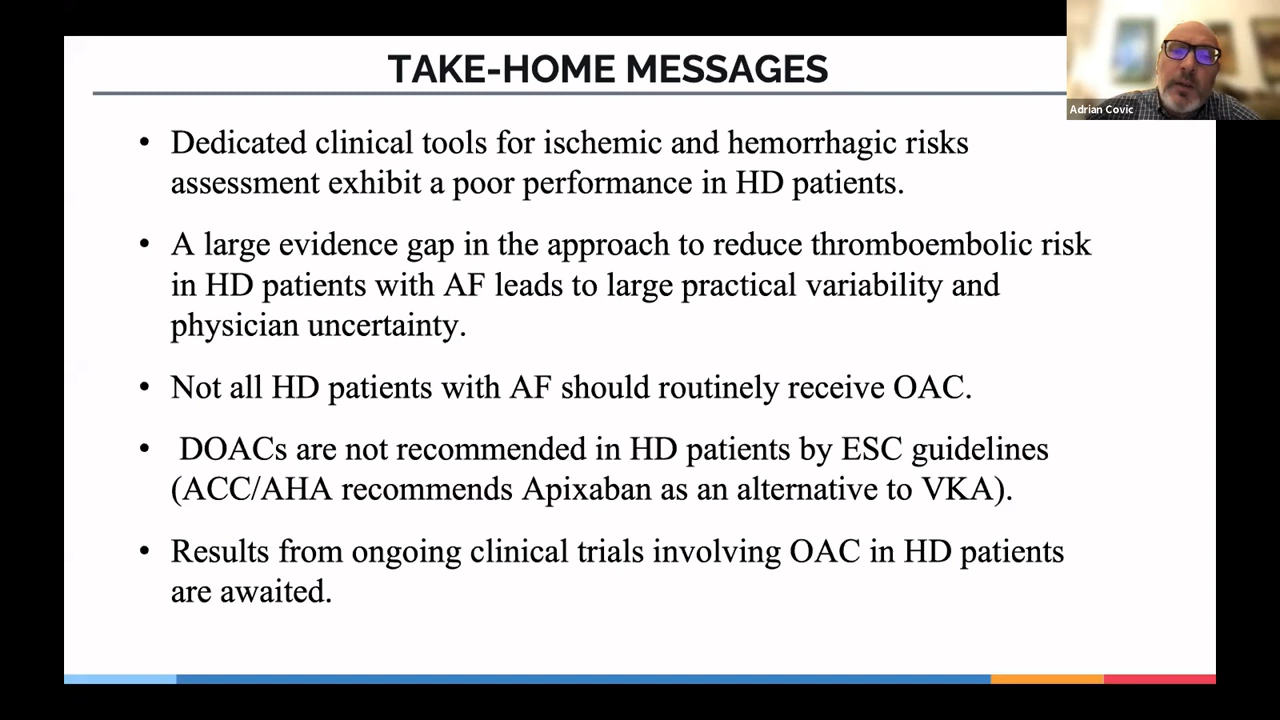 TAKE-HOME MESSAGES
Adrian Covic
• Dedicated clinical tools for ischemic and hemorrhagic risks
assessment exhibit a poor performance in HD patients.
• A large evidence gap in the approach to reduce thromboembolic risk
in HD patients with AF leads to large practical variability and
physician uncertainty.
• Not all HD patients with AF should routinely receive OAC.
• DOACs are not recommended in HD patients by ESC guidelines
(ACC/AHA recommends Apixaban as an alternative to VKA).
• Results from ongoing clinical trials involving OAC in HD patients
are awaited.